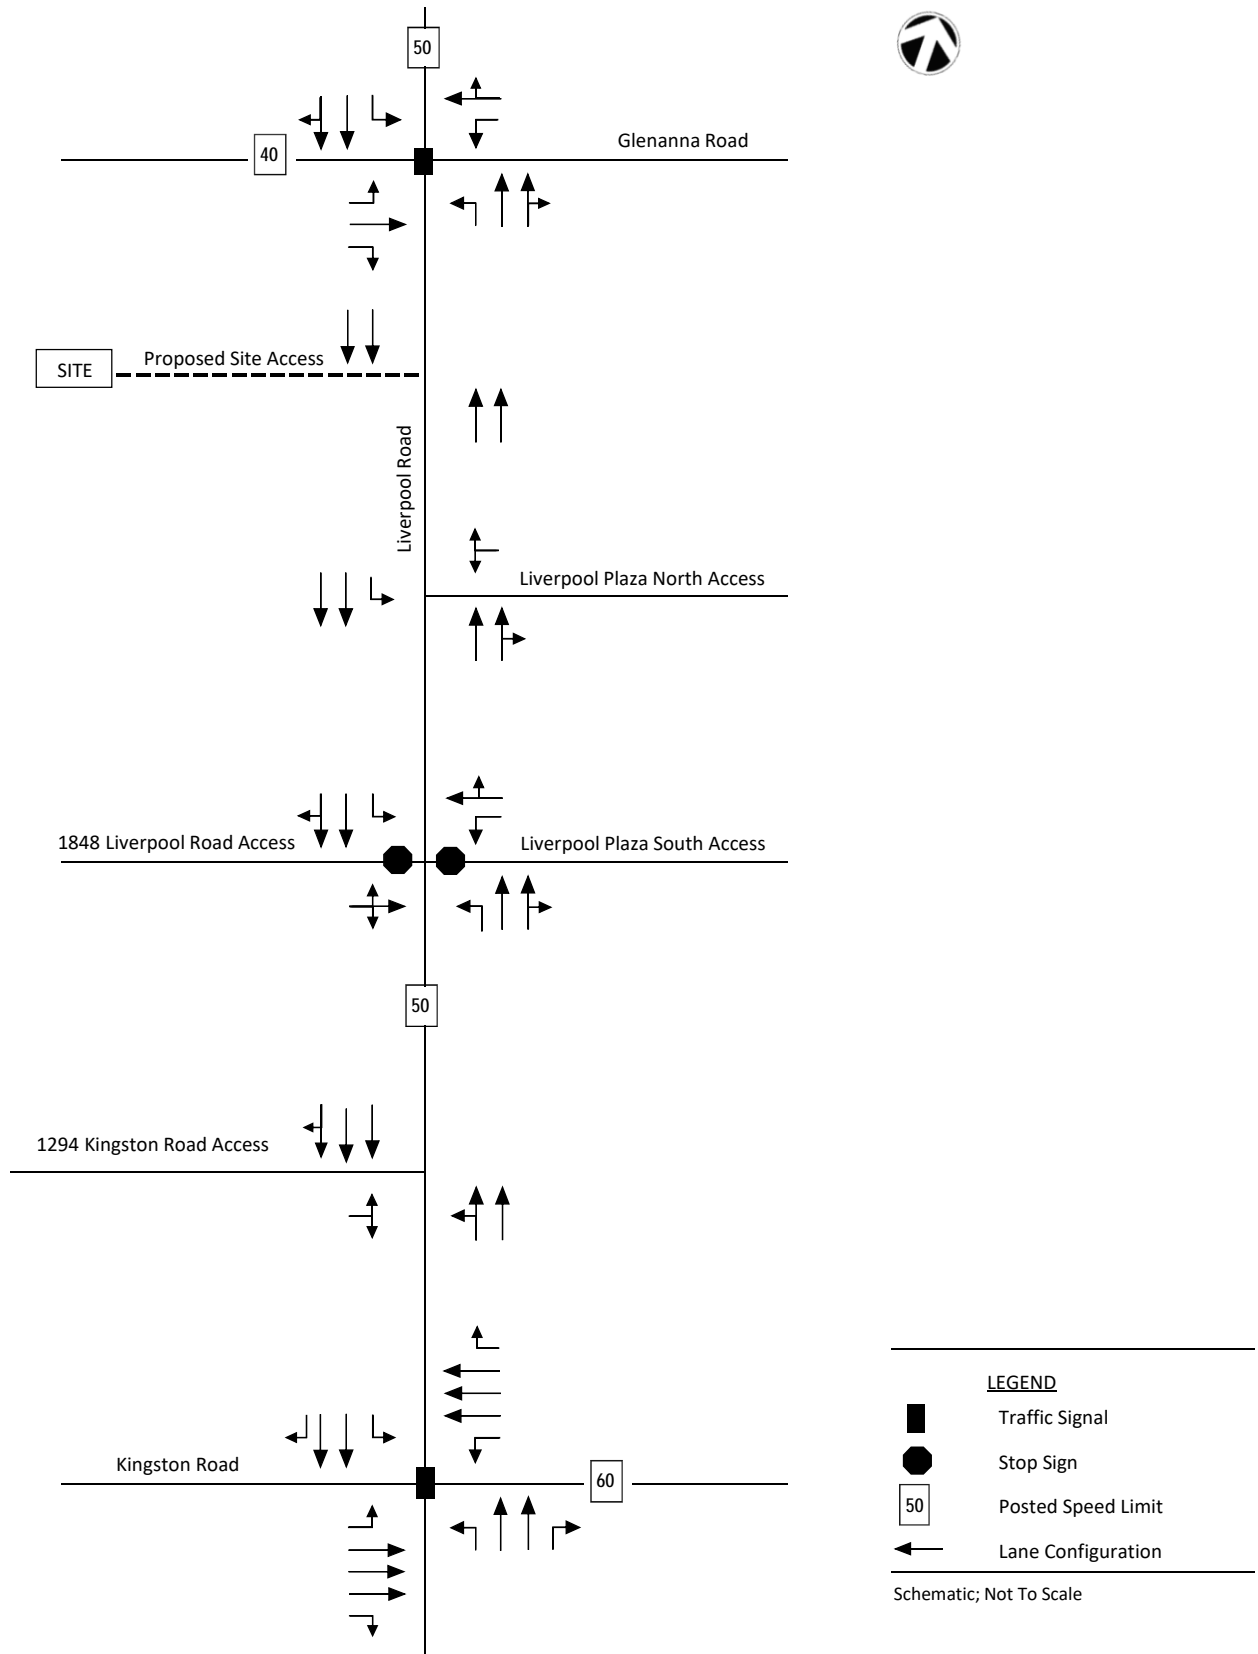 50
40
Glenanna Road
SITE
Proposed Site Access
Liverpool Road
Liverpool Plaza North Access
1848 Liverpool Road Access
Liverpool Plaza South Access
50
1294 Kingston Road Access
Kingston Road
60
LEGEND
Traffic Signal
Stop Sign
50
Posted Speed Limit
Lane Configuration
Schematic; Not To Scale